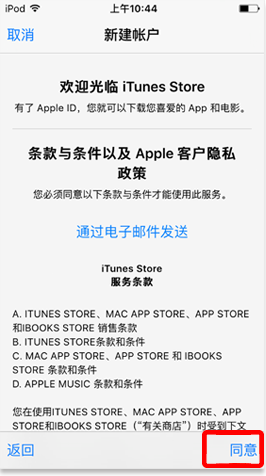 iPod 上午10:44
取消 新建帐户
欢迎光临 iTunes Store
有了 Apple ID，您就可以下载您喜爱的 App 和电影。
条款与条件以及 Apple 客户隐私
政策
您必须同意以下条款与条件才能使用此服务。
通过电子邮件发送
iTunes Store
服务条款
A. ITUNES STORE、MAC APP STORE、APP STORE
和IBOOKS STORE 销售条款
B. ITUNES STORE条款和条件
C. MAC APP STORE、APP STORE 和 IBOOKS
STORE 条款和条件
D. APPLE MUSIC 条款和条件
您在使用ITUNES STORE、MAC APP STORE、APP
STORE和IBOOKS STORE（“有关商店”）时受到下文
返回 同意